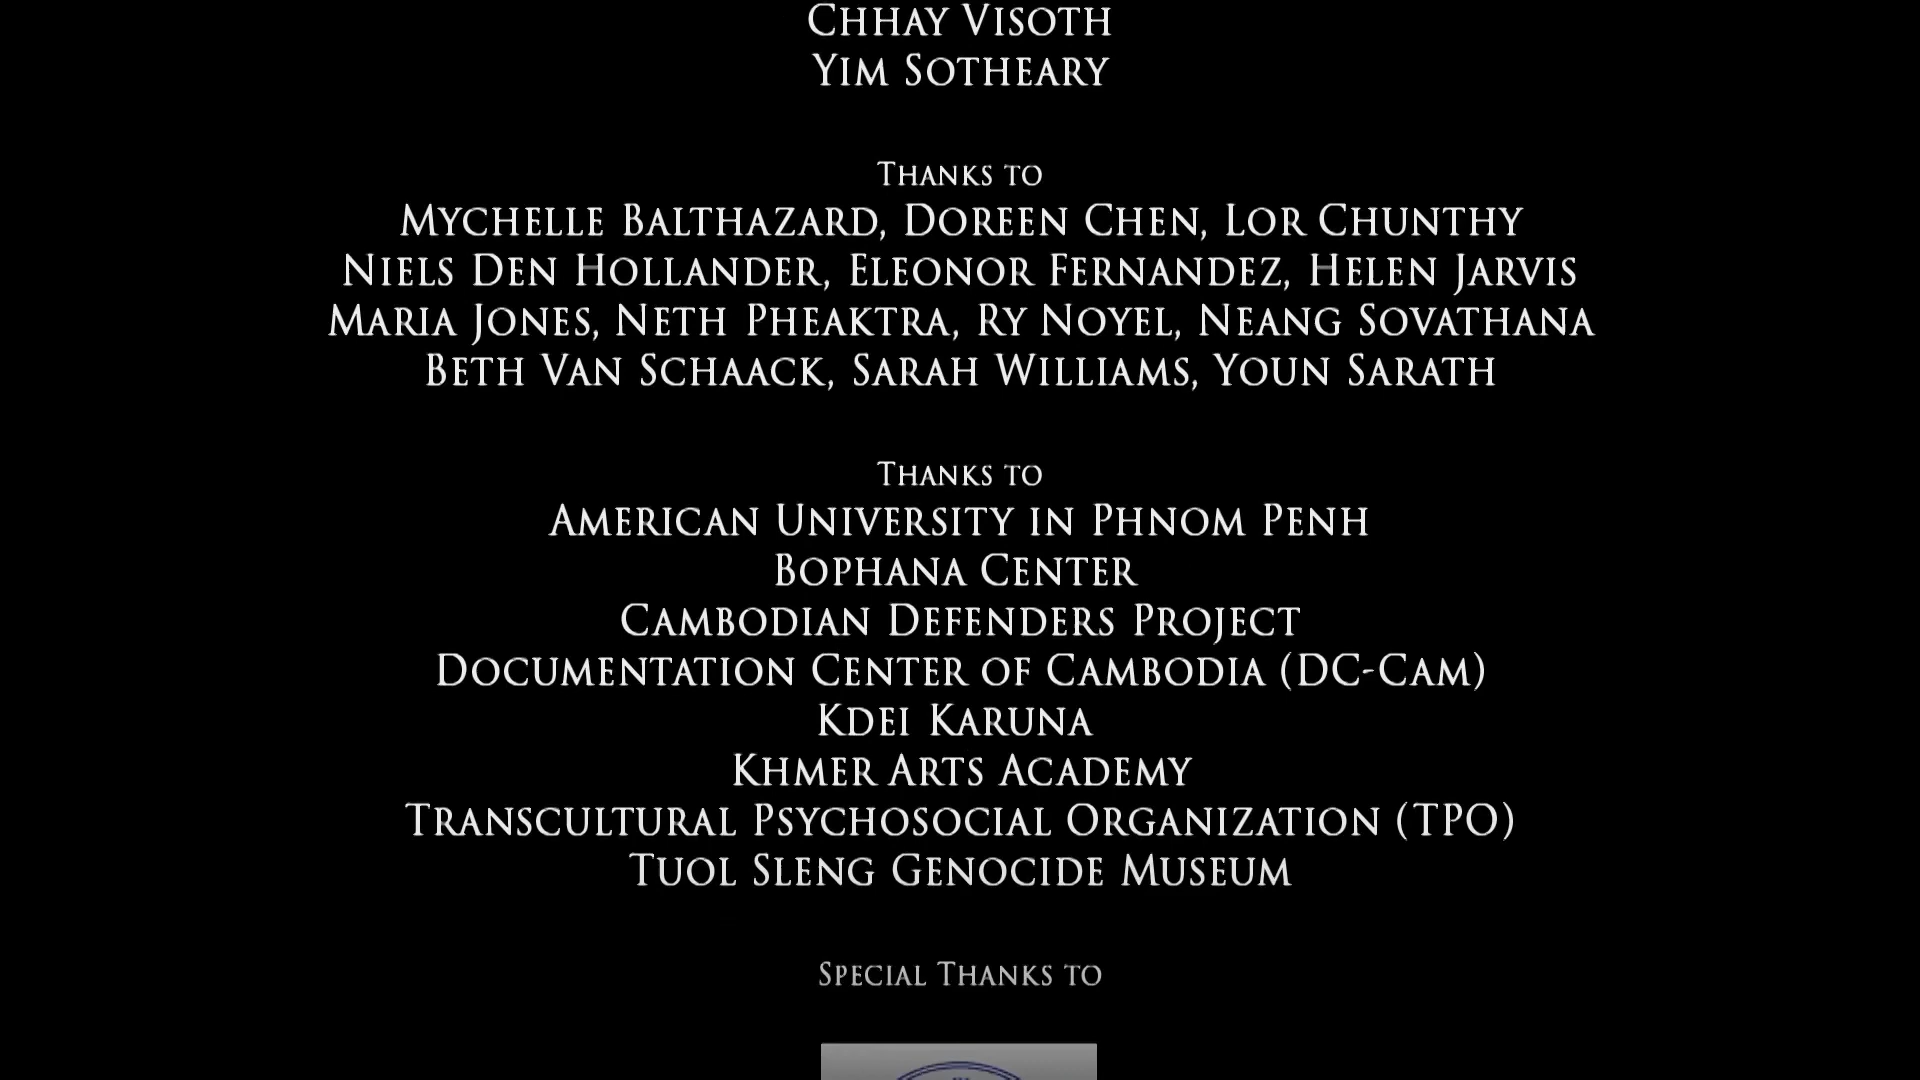 Chhay Visoth
Yim Sotheary
Thanks to
Mychelle Balthazard, Doreen Chen, Lor Chunthy
Niels Den Hollander, Eleonor Fernandez, Helen Jarvis
Maria Jones, Neth Pheaktra, Ry Noyel, Neang Sovathana
Beth Van Schaack, Sarah Williams, Youn Sarath
Thanks to
American University in Phnom Penh
Bophana Center
Cambodian Defenders Project
Documentation Center of Cambodia (DC-Cam)
Kdei Karuna
Khmer Arts Academy
Transcultural Psychosocial Organization (TPO)
Tuol Sleng Genocide Museum
Special Thanks to